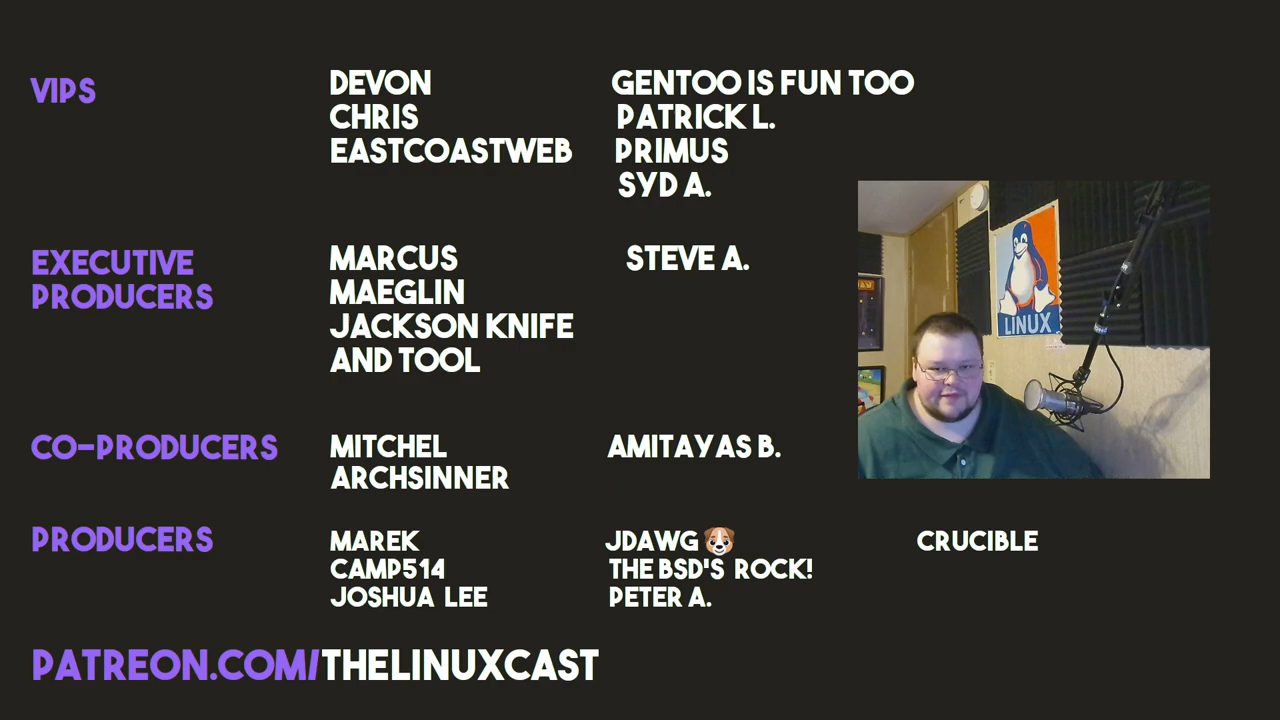 VIPS
DEVON
CHRIS
EASTCOASTWEB
GENTOO IS FUN TOO
PATRICK L.
PRIMUS
SYD A.
EXECUTIVE
PRODUCERS
MARCUS
MAEGLIN
JACKSON KNIFE
AND TOOL
STEVE A.
LINUX
CO-PRODUCERS
MITCHEL
ARCHSINNER
AMITAYAS B.
PRODUCERS
MAREK
CAMP514
JOSHUA LEE
JDAWG🐶
THE BSD'S ROCK!
PETER A.
CRUCIBLE
PATREON.COM/THELINUXCAST